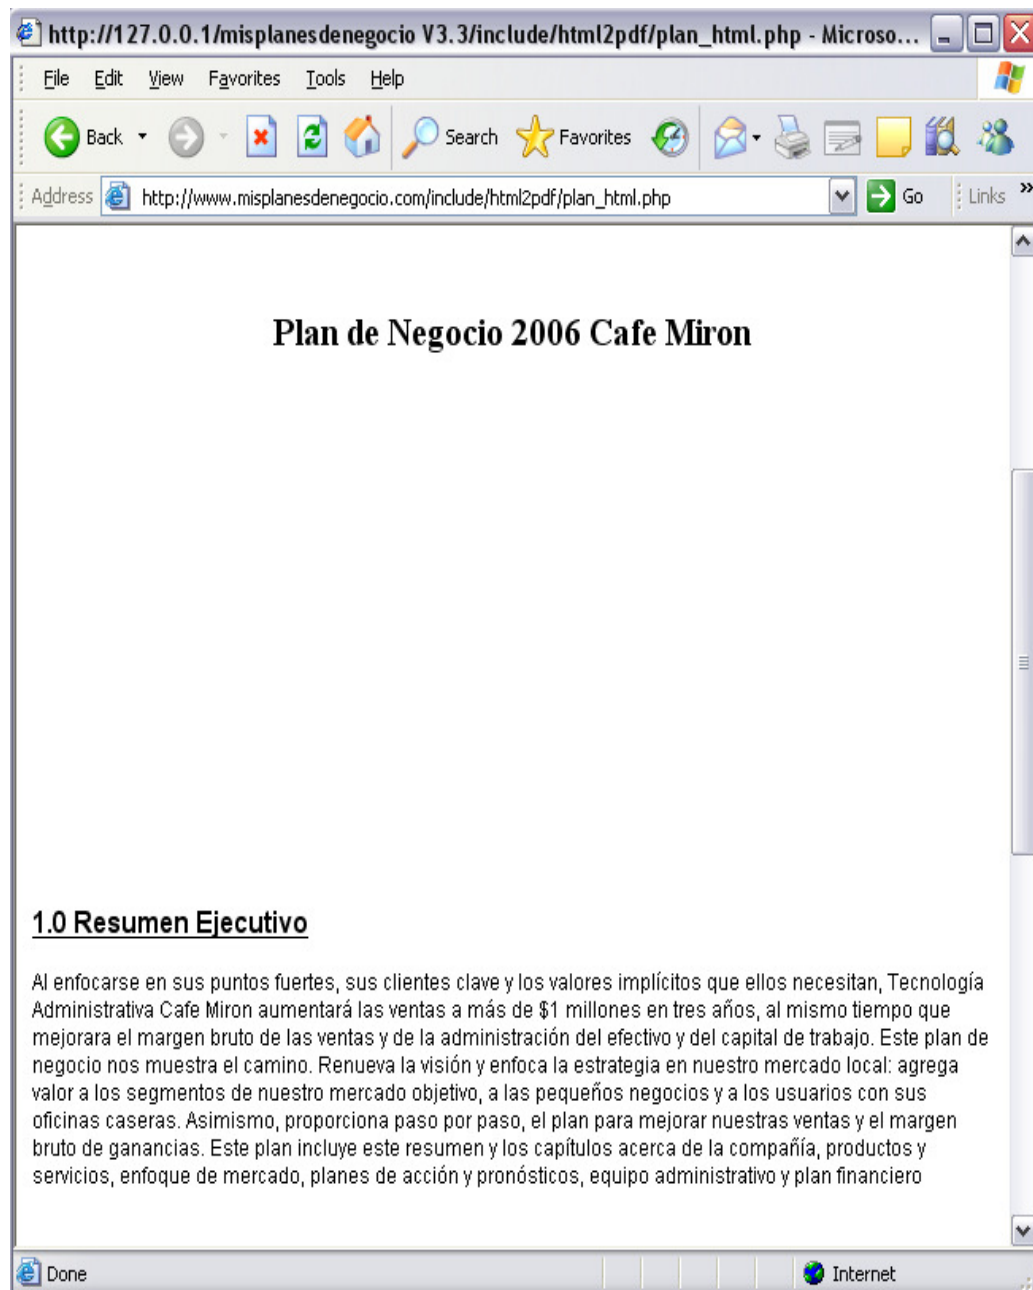 http://127.0.0.1/misplanesdenegocio V3.3/include/html2pdf/plan_html.php - Microso...
File Edit View Favorites Tools Help
Back Search Favorites
Address http://www.misplanesdenegocio.com/include/html2pdf/plan_html.php Go Links »
Plan de Negocio 2006 Cafe Miron
1.0 Resumen Ejecutivo
Al enfocarse en sus puntos fuertes, sus clientes clave y los valores implícitos que ellos necesitan, Tecnología
Administrativa Cafe Miron aumentará las ventas a más de $1 millones en tres años, al mismo tiempo que
mejorara el margen bruto de las ventas y de la administración del efectivo y del capital de trabajo. Este plan de
negocio nos muestra el camino. Renueva la visión y enfoca la estrategia en nuestro mercado local: agrega
valor a los segmentos de nuestro mercado objetivo, a las pequeños negocios y a los usuarios con sus
oficinas caseras. Asimismo, proporciona paso por paso, el plan para mejorar nuestras ventas y el margen
bruto de ganancias. Este plan incluye este resumen y los capítulos acerca de la compañía, productos y
servicios, enfoque de mercado, planes de acción y pronósticos, equipo administrativo y plan financiero
Done Internet